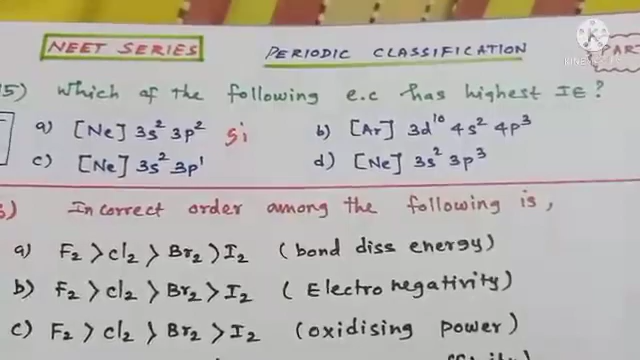 NEET SERIES PERIODIC CLASSIFICATION PART
5) Which of the following e.c has highest IE?
a) [Ne] 3s² 3p² Si b) [Ar] 3d¹⁰ 4s² 4p³
c) [Ne] 3s² 3p¹ d) [Ne] 3s² 3p³
) Incorrect order among the following is,
a) F₂ > Cl₂ > Br₂ > I₂ (bond diss energy)
b) F₂ > Cl₂ > Br₂ > I₂ (Electronegativity)
c) F₂ > Cl₂ > Br₂ > I₂ (oxidising power)